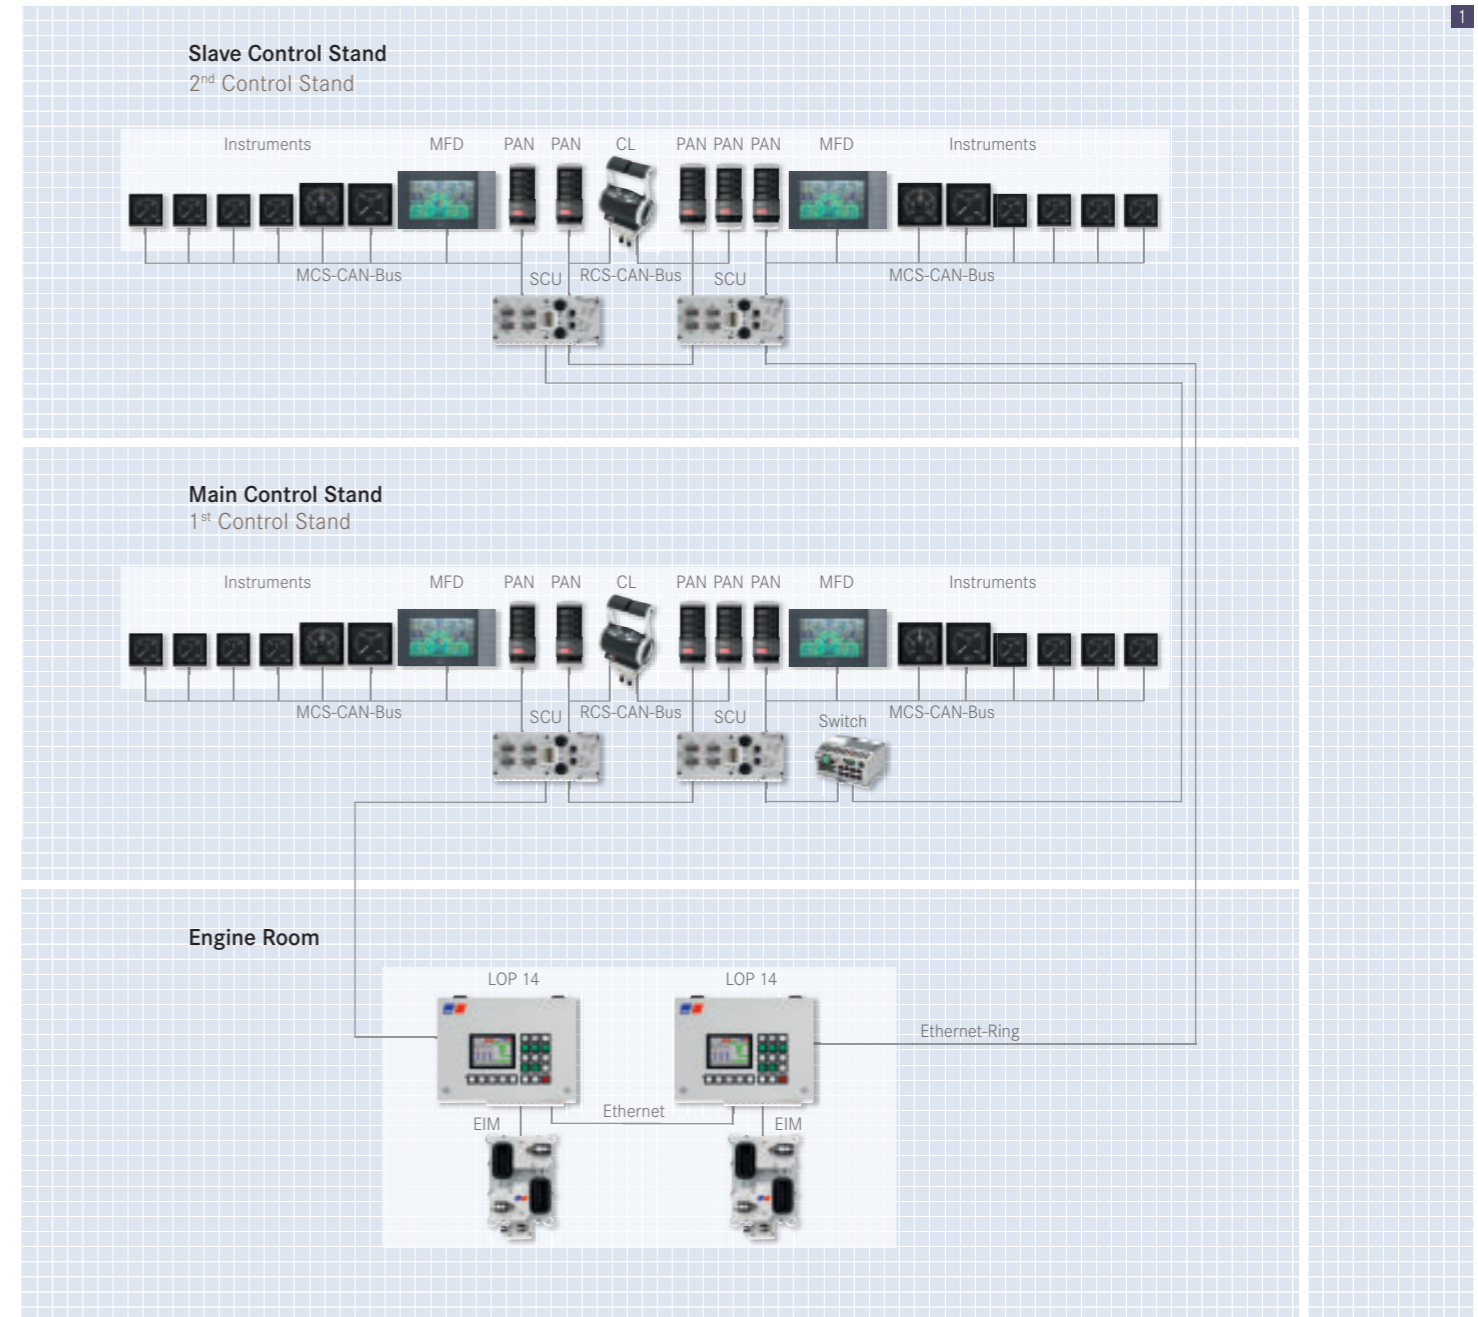 1
Slave Control Stand
2nd Control Stand
Instruments MFD PAN PAN CL PAN PAN PAN MFD Instruments
MCS-CAN-Bus SCU RCS-CAN-Bus SCU MCS-CAN-Bus
Main Control Stand
1st Control Stand
Instruments MFD PAN PAN CL PAN PAN PAN MFD Instruments
MCS-CAN-Bus SCU RCS-CAN-Bus SCU Switch MCS-CAN-Bus
Engine Room
LOP 14 LOP 14
Ethernet-Ring
Ethernet
EIM EIM